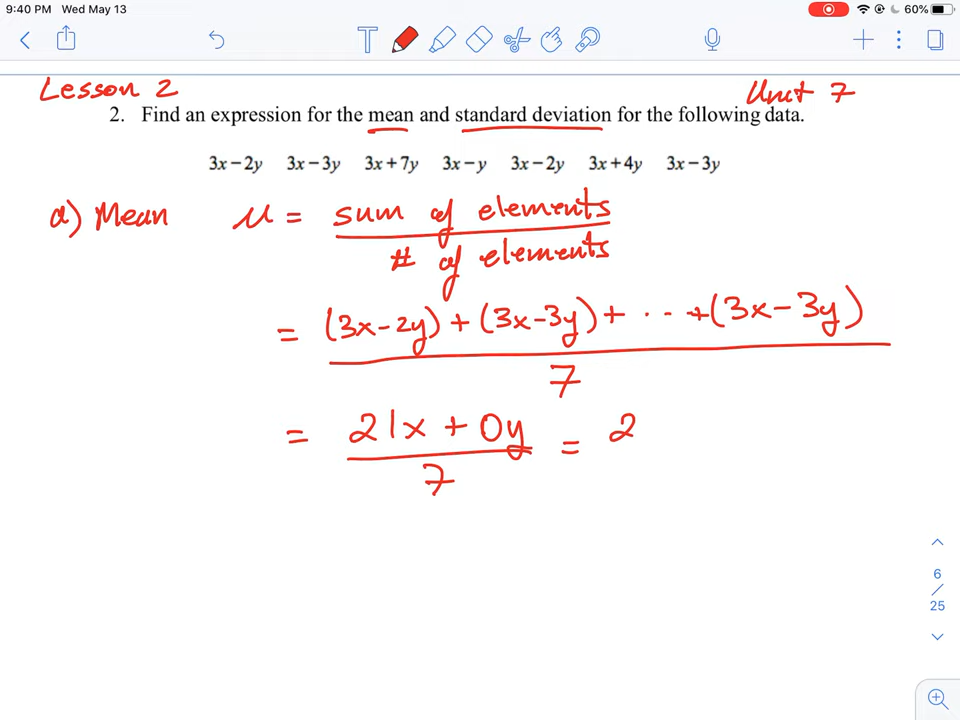 9:40 PM Wed May 13 60%
T
Lesson 2 Unit 7
2. Find an expression for the mean and standard deviation for the following data.
3x − 2y 3x − 3y 3x + 7y 3x − y 3x − 2y 3x + 4y 3x − 3y
a) Mean μ = sum of elements
# of elements
= (3x − 2y) + (3x − 3y) + ... + (3x − 3y)
7
= 21x + 0y = 2
7
6
/
25